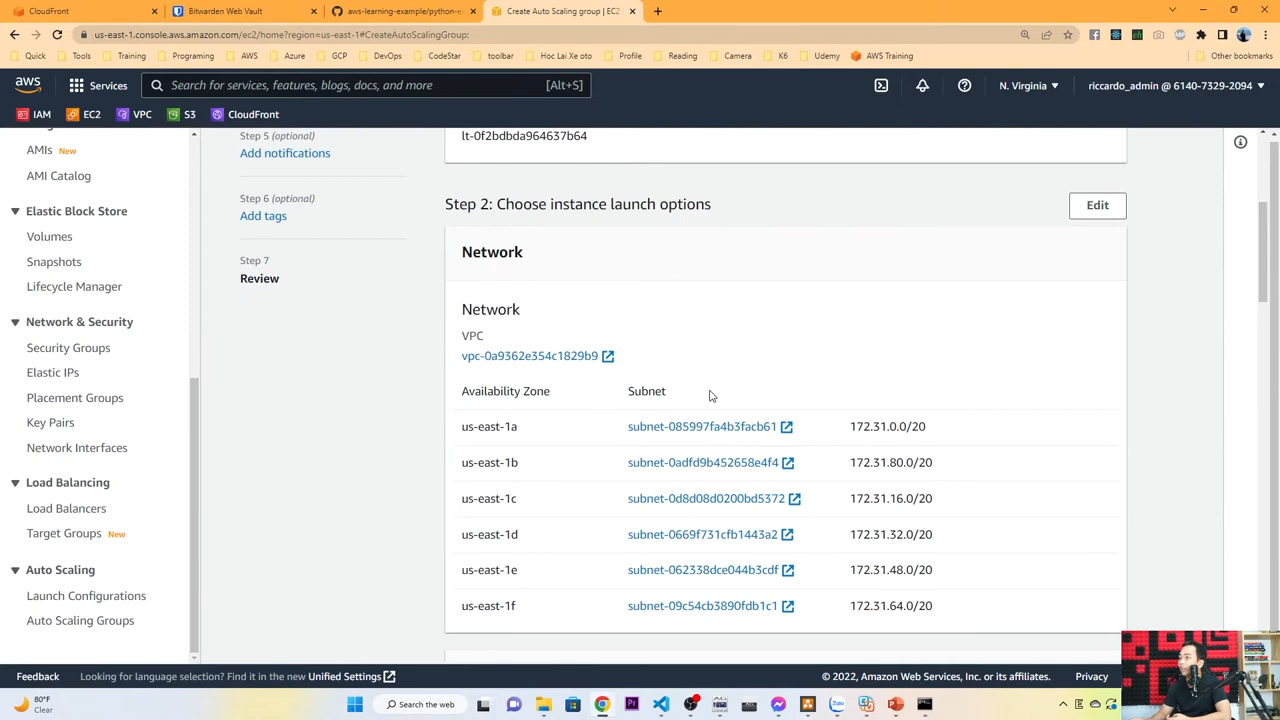 CloudFront
Bitwarden Web Vault
aws-learning-example/python-e
Create Auto Scaling group | EC2
us-east-1.console.aws.amazon.com/ec2/home?region=us-east-1#CreateAutoScalingGroup:
Quick
Tools
Training
Programing
AWS
Azure
GCP
DevOps
CodeStar
toolbar
Hoc Lai Xe oto
Profile
Reading
Camera
K6
Udemy
AWS Training
Other bookmarks
aws
Services
Search for services, features, blogs, docs, and more
[Alt+S]
N. Virginia
riccardo_admin @ 6140-7329-2094
IAM
EC2
VPC
S3
CloudFront
AMIs New
AMI Catalog
Elastic Block Store
Volumes
Snapshots
Lifecycle Manager
Network & Security
Security Groups
Elastic IPs
Placement Groups
Key Pairs
Network Interfaces
Load Balancing
Load Balancers
Target Groups New
Auto Scaling
Launch Configurations
Auto Scaling Groups
Step 5 (optional)
Add notifications
Step 6 (optional)
Add tags
Step 7
Review
lt-0f2bdbda964637b64
Step 2: Choose instance launch options
Edit
Network
Network
VPC
vpc-0a9362e354c1829b9
Availability Zone Subnet
us-east-1a subnet-085997fa4b3facb61 172.31.0.0/20
us-east-1b subnet-0adfd9b452658e4f4 172.31.80.0/20
us-east-1c subnet-0d8d08d0200bd5372 172.31.16.0/20
us-east-1d subnet-0669f731cfb1443a2 172.31.32.0/20
us-east-1e subnet-062338dce044b3cdf 172.31.48.0/20
us-east-1f subnet-09c54cb3890fdb1c1 172.31.64.0/20
Feedback
Looking for language selection? Find it in the new Unified Settings
© 2022, Amazon Web Services, Inc. or its affiliates.
Privacy
80°F
Clear
Search the web